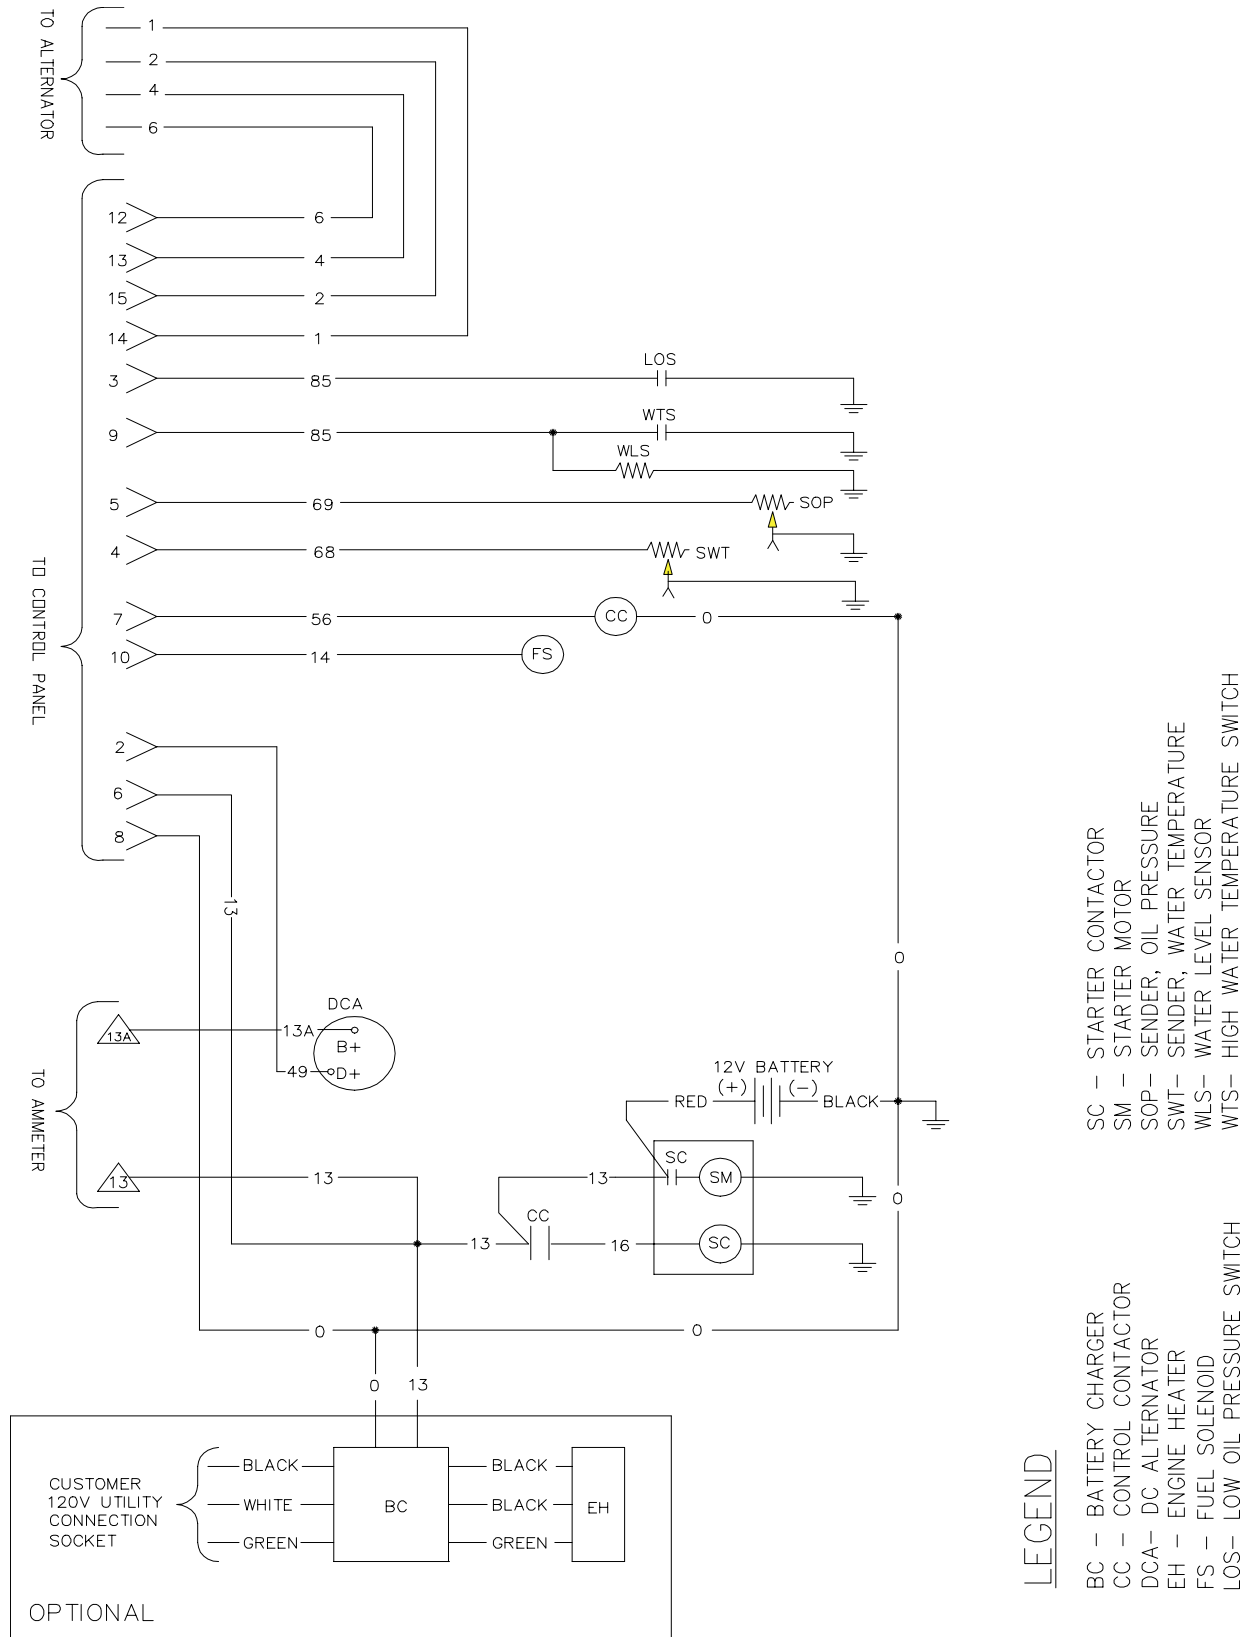 TO ALTERNATOR
1
2
4
6
TO CONTROL PANEL
12 6
13 4
15 2
14 1
3 85 LOS
9 85 WTS
WLS
5 69 SOP
4 68 SWT
7 56 CC 0
10 14 FS
2
6
8
13
0
TO AMMETER
DCA
13A 13A
B+
49 D+
12V BATTERY
(+) (-)
RED BLACK
13 13
13 SC SM
0
CC
13 16 SC
0 0
0 13
CUSTOMER
120V UTILITY
CONNECTION
SOCKET
BLACK BLACK
WHITE BC BLACK EH
GREEN GREEN
OPTIONAL
LEGEND
BC - BATTERY CHARGER
CC - CONTROL CONTACTOR
DCA- DC ALTERNATOR
EH - ENGINE HEATER
FS - FUEL SOLENOID
LOS- LOW OIL PRESSURE SWITCH
SC - STARTER CONTACTOR
SM - STARTER MOTOR
SOP- SENDER, OIL PRESSURE
SWT- SENDER, WATER TEMPERATURE
WLS- WATER LEVEL SENSOR
WTS- HIGH WATER TEMPERATURE SWITCH